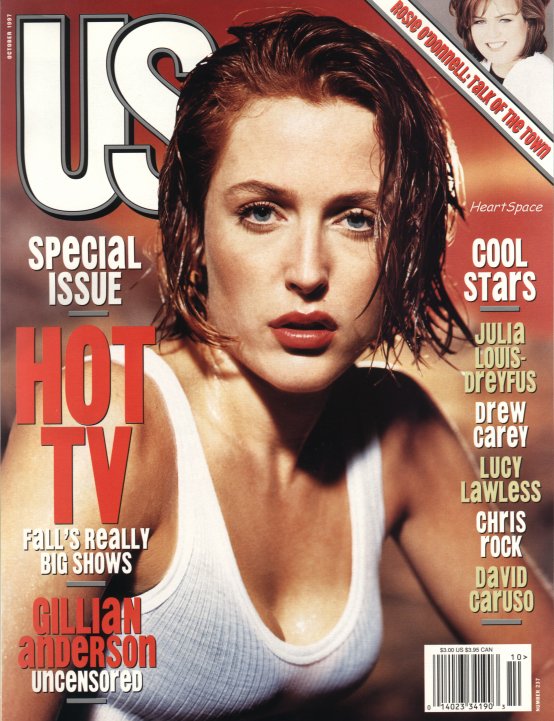 OCTOBER 1997
US
ROSIE O'DONNELL: TALK OF THE TOWN
HeartSpace
SPECIAL
ISSUE
HOT
TV
FALL'S REALLY
BIG SHOWS
GILLIAN
ANDERSON
UNCENSORED
COOL
STARS
JULIA
LOUIS-
DREYFUS
DREW
CAREY
LUCY
LAWLESS
CHRIS
ROCK
DAVID
CARUSO
$3.00 US $3.95 CAN
10>
0 14023 34190 3
NUMBER 237